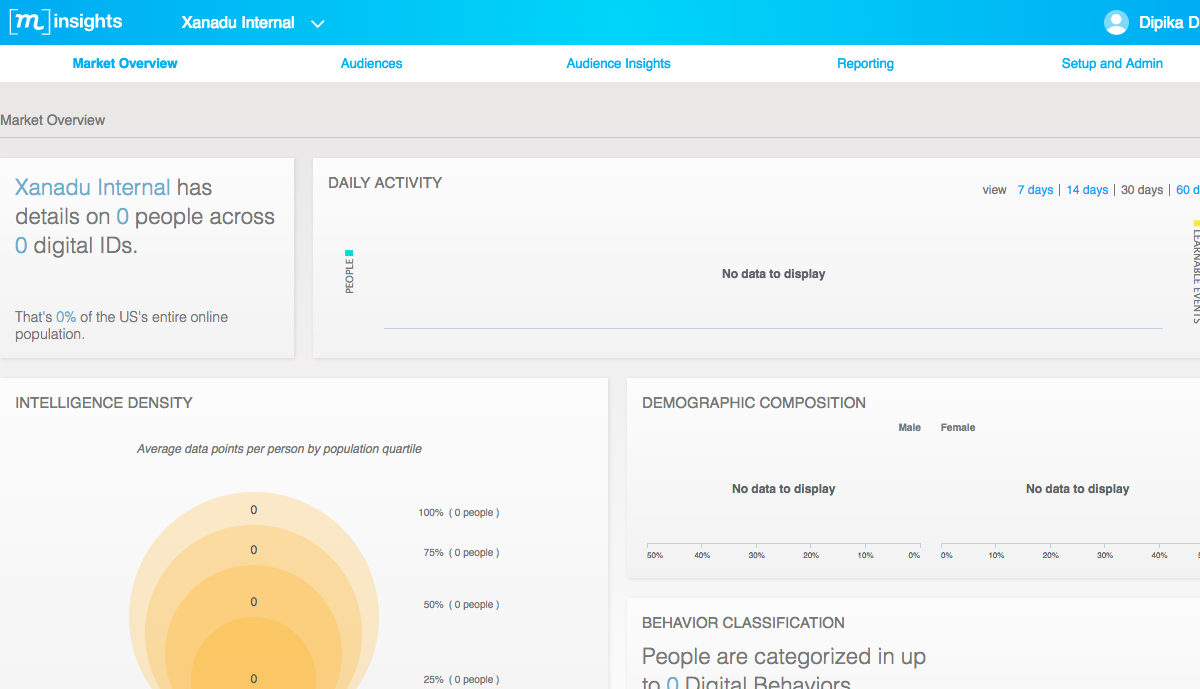 [m] insights
Xanadu Internal
Dipika D
Market Overview
Audiences
Audience Insights
Reporting
Setup and Admin
Market Overview
Xanadu Internal has
details on 0 people across
0 digital IDs.
That's 0% of the US's entire online
population.
DAILY ACTIVITY
view 7 days | 14 days | 30 days | 60 d
PEOPLE
No data to display
LEARNABLE EVENTS
INTELLIGENCE DENSITY
Average data points per person by population quartile
0
100% ( 0 people )
0
75% ( 0 people )
0
50% ( 0 people )
0
25% ( 0 people )
DEMOGRAPHIC COMPOSITION
Male Female
No data to display
No data to display
50% 40% 30% 20% 10% 0%
0% 10% 20% 30% 40%
BEHAVIOR CLASSIFICATION
People are categorized in up
to 0 Digital Behaviors